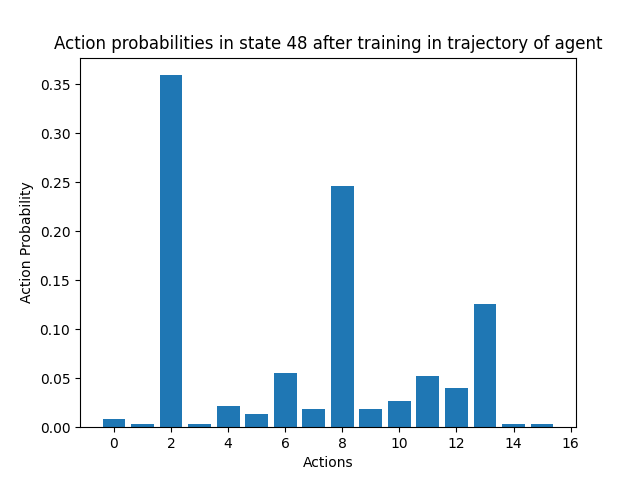 Action probabilities in state 48 after training in trajectory of agent
0.35
0.30
0.25
0.20
0.15
0.10
0.05
0.00
Action Probability
0 2 4 6 8 10 12 14 16
Actions